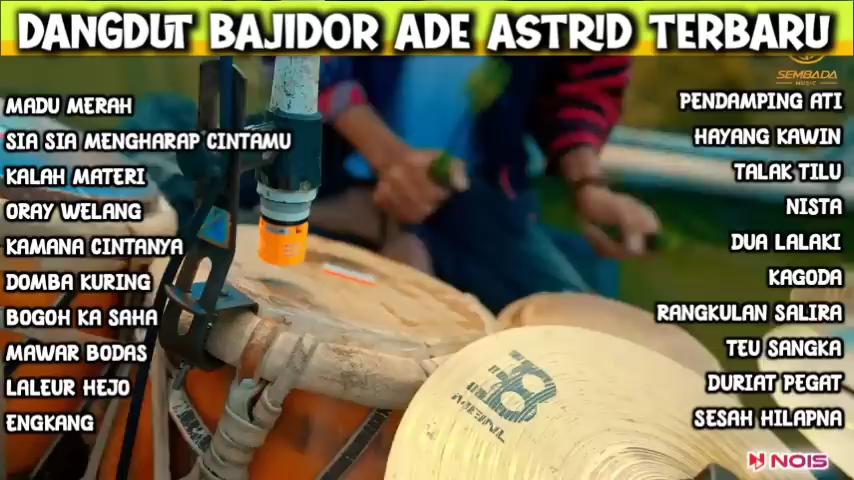 DANGDUT BAJIDOR ADE ASTRID TERBARU
SEMBADA
MUSIC
MADU MERAH
SIA SIA MENGHARAP CINTAMU
KALAH MATERI
ORAY WELANG
KAMANA CINTANYA
DOMBA KURING
BOGOH KA SAHA
MAWAR BODAS
LALEUR HEJO
ENGKANG
PENDAMPING ATI
HAYANG KAWIN
TALAK TILU
NISTA
DUA LALAKI
KAGODA
RANGKULAN SALIRA
TEU SANGKA
DURIAT PEGAT
SESAH HILAPNA
MEINL
NOIS